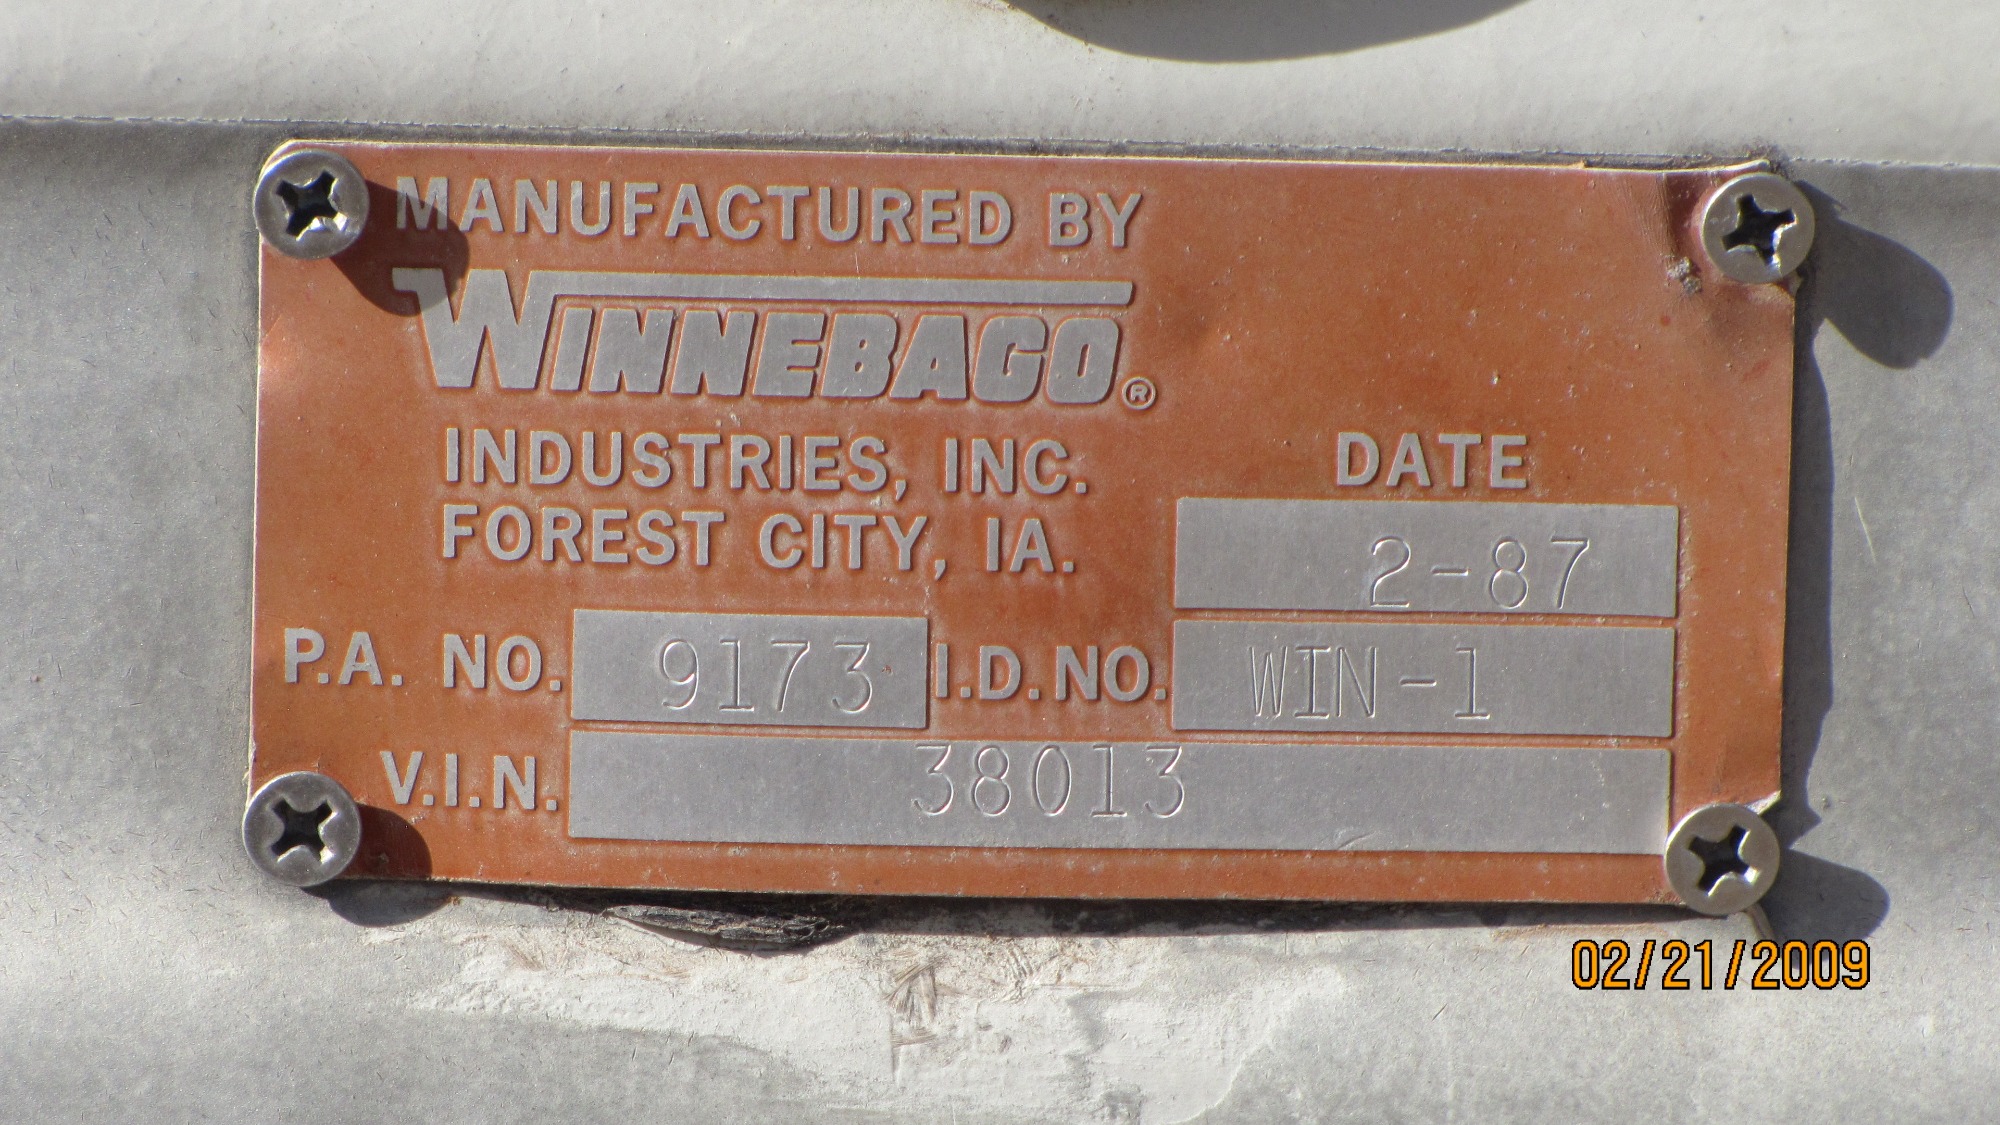 MANUFACTURED BY
WINNEBAGO®
INDUSTRIES, INC.
FOREST CITY, IA.
DATE
2-87
P.A. NO. 9173 I.D. NO. WIN-1
V.I.N. 38013
02/21/2009